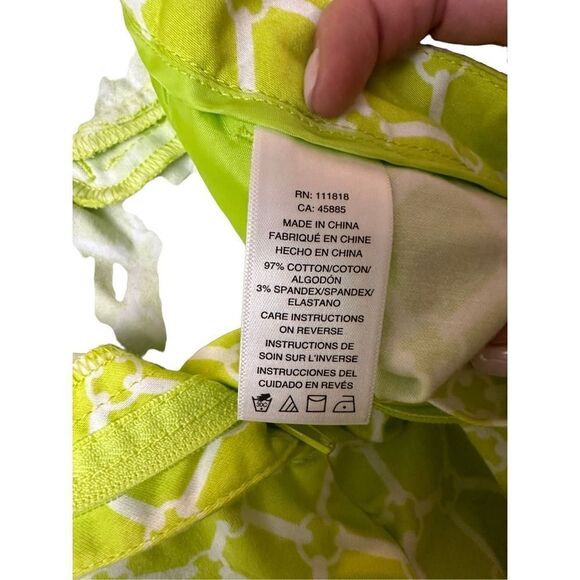 RN: 111818
CA: 45885
MADE IN CHINA
FABRIQUÉ EN CHINE
HECHO EN CHINA
97% COTTON/COTON/
ALGODÓN
3% SPANDEX/SPANDEX/
ELASTANO
CARE INSTRUCTIONS
ON REVERSE
INSTRUCTIONS DE
SOIN SUR L'INVERSE
INSTRUCCIONES DEL
CUIDADO EN REVÉS